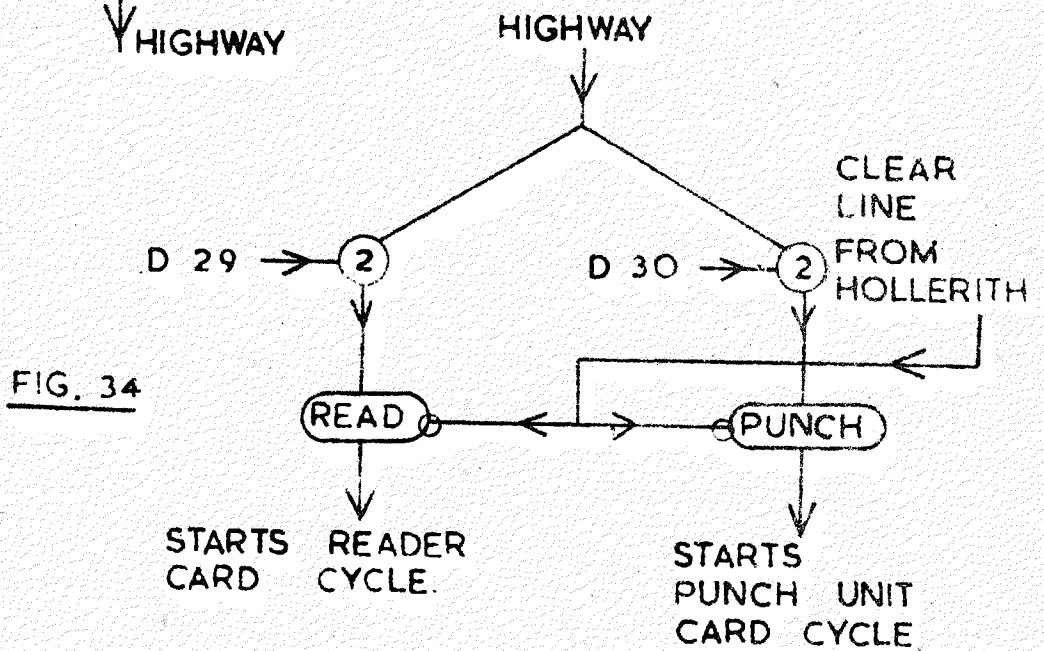 HIGHWAY
HIGHWAY
CLEAR
LINE
FROM
HOLLERITH
D 29
2
D 30
2
FIG. 34
READ
PUNCH
STARTS READER
CARD CYCLE.
STARTS
PUNCH UNIT
CARD CYCLE